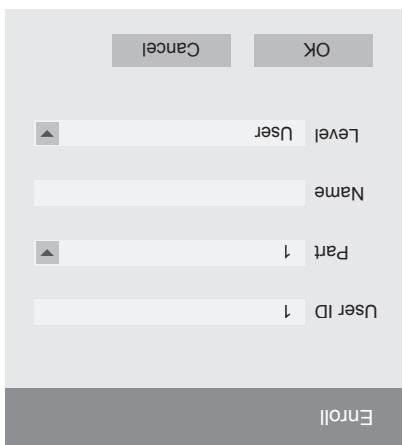 Enroll
User ID 1
Part 1
Name
Level User
OK Cancel